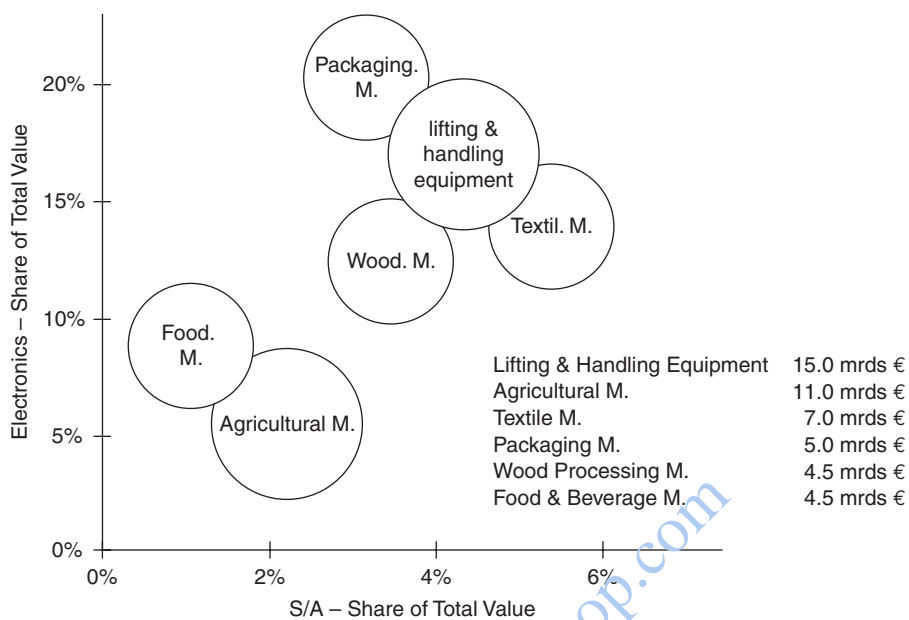 Electronics – Share of Total Value
20%
15%
10%
5%
0%
Packaging.
M.
lifting &
handling
equipment
Textil. M.
Wood. M.
Food.
M.
Agricultural M.
Lifting & Handling Equipment 15.0 mrds €
Agricultural M. 11.0 mrds €
Textile M. 7.0 mrds €
Packaging M. 5.0 mrds €
Wood Processing M. 4.5 mrds €
Food & Beverage M. 4.5 mrds €
0% 2% 4% 6%
S/A – Share of Total Value
op.com